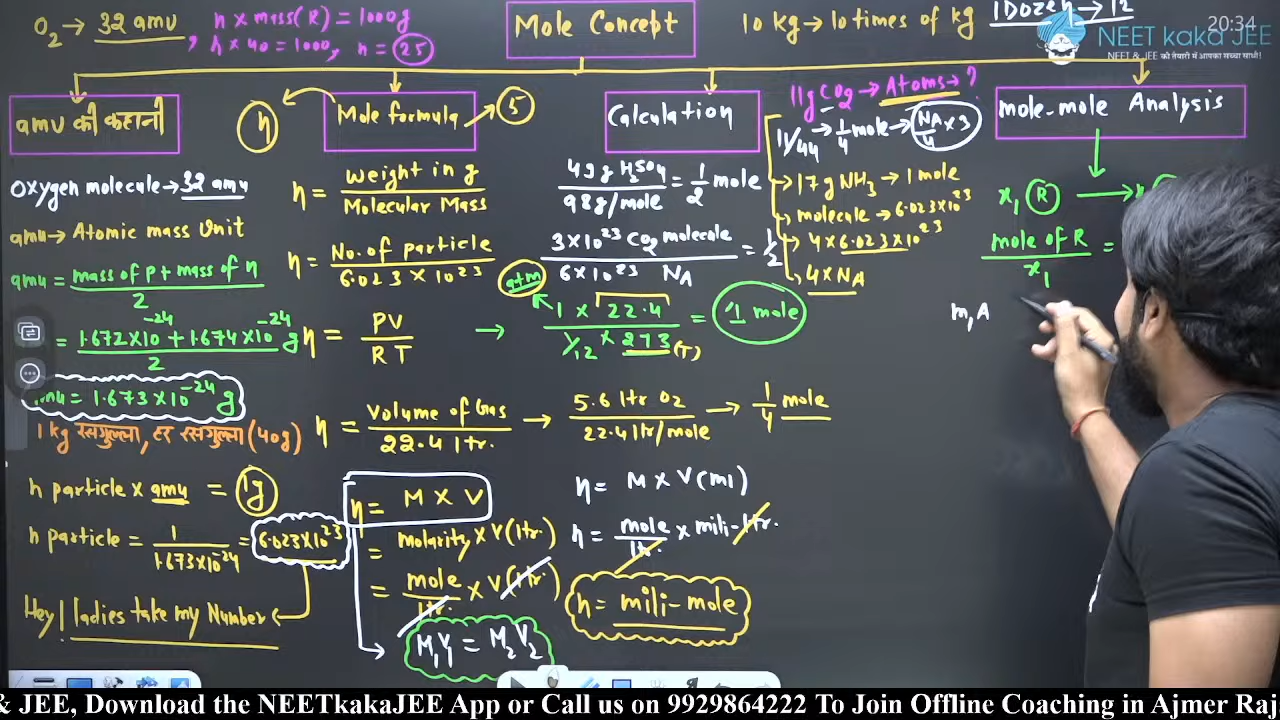 O₂ → 32 amu
n × mass(R) = 1000g
n × 40 = 1000, n = 25
Mole Concept
10 kg → 10 times of kg
1 Dozen → 12
20:34
NEET kaka JEE
NEET & JEE की तैयारी में आपका सच्चा साथी!
amu की कहानी
Oxygen molecule → 32 amu
amu → Atomic mass Unit
amu = mass of p + mass of n / 2
= 1.672×10⁻²⁴ + 1.674×10⁻²⁴ g / 2
amu = 1.673 × 10⁻²⁴ g
1 kg रसगुल्ला, हर रसगुल्ला (40g)
n particle × amu = 1g
n particle = 1 / 1.673×10⁻²⁴ = 6.023×10²³
Hey! ladies take my Number
n
Mole formula → 5
n = Weight in g / Molecular Mass
n = No. of particle / 6.023 × 10²³
n = PV / RT
n = Volume of Gas / 22.4 ltr.
n = M × V
= molarity × V (ltr.)
= mole / ltr. × V (ltr.)
M₁V₁ = M₂V₂
Calculation
49g H₂SO₄ / 98g/mole = 1/2 mole
3×10²³ CO₂ molecule / 6×10²³ NA = 1/2
atm
1 × 22.4 / 1/12 × 273 (T) = 1 mole
5.6 ltr O₂ / 22.4 ltr/mole → 1/4 mole
n = M × V (ml)
n = mole / ltr. × mili-ltr.
n = mili-mole
11g CO₂ → Atoms → ?
11/44 → 1/4 mole → NA/4 × 3
17g NH₃ → 1 mole
molecule → 6.023×10²³
4 × 6.023×10²³
4 × NA
mole-mole Analysis
x₁ R →
mole of R / x₁ =
m, A
& JEE, Download the NEETkakaJEE App or Call us on 9929864222 To Join Offline Coaching in Ajmer Raj